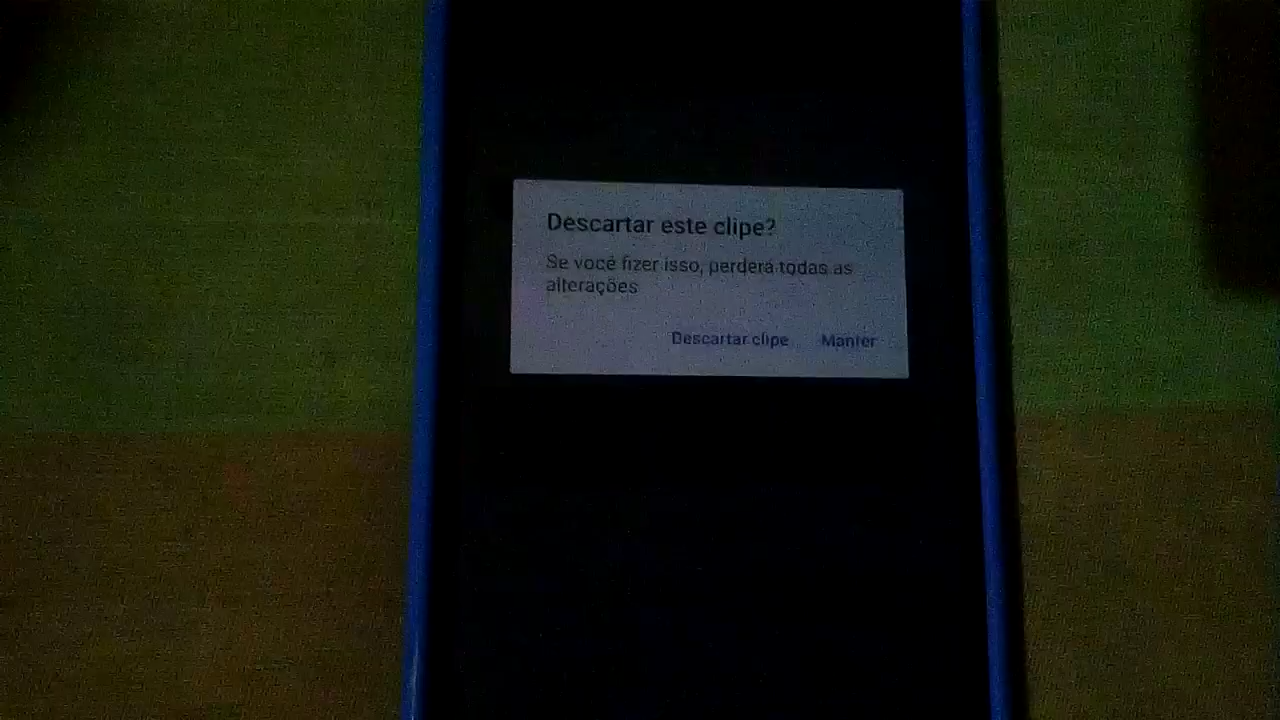 Descartar este clipe?
Se você fizer isso, perderá todas as
alterações
Descartar clipe Manter